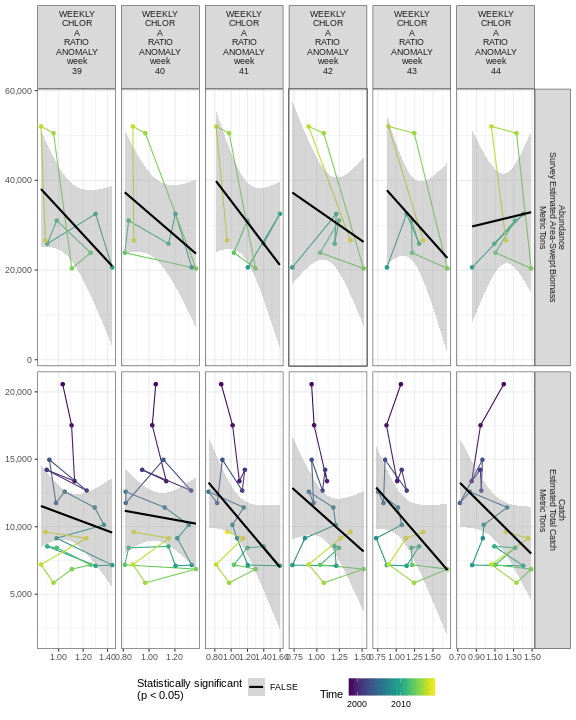 WEEKLY
CHLOR
A
RATIO
ANOMALY
week
39
WEEKLY
CHLOR
A
RATIO
ANOMALY
week
40
WEEKLY
CHLOR
A
RATIO
ANOMALY
week
41
WEEKLY
CHLOR
A
RATIO
ANOMALY
week
42
WEEKLY
CHLOR
A
RATIO
ANOMALY
week
43
WEEKLY
CHLOR
A
RATIO
ANOMALY
week
44
60,000
40,000
20,000
0
Abundance
Survey Estimated Area-Swept Biomass
Metric Tons
20,000
15,000
10,000
5,000
Catch
Estimated Total Catch
Metric Tons
1.00 1.20 1.40
0.80 1.00 1.20
0.80 1.00 1.20 1.40 1.60
0.75 1.00 1.25 1.50
0.75 1.00 1.25 1.50
0.70 0.90 1.10 1.30 1.50
Statistically significant
(p < 0.05)
FALSE
Time
2000 2010